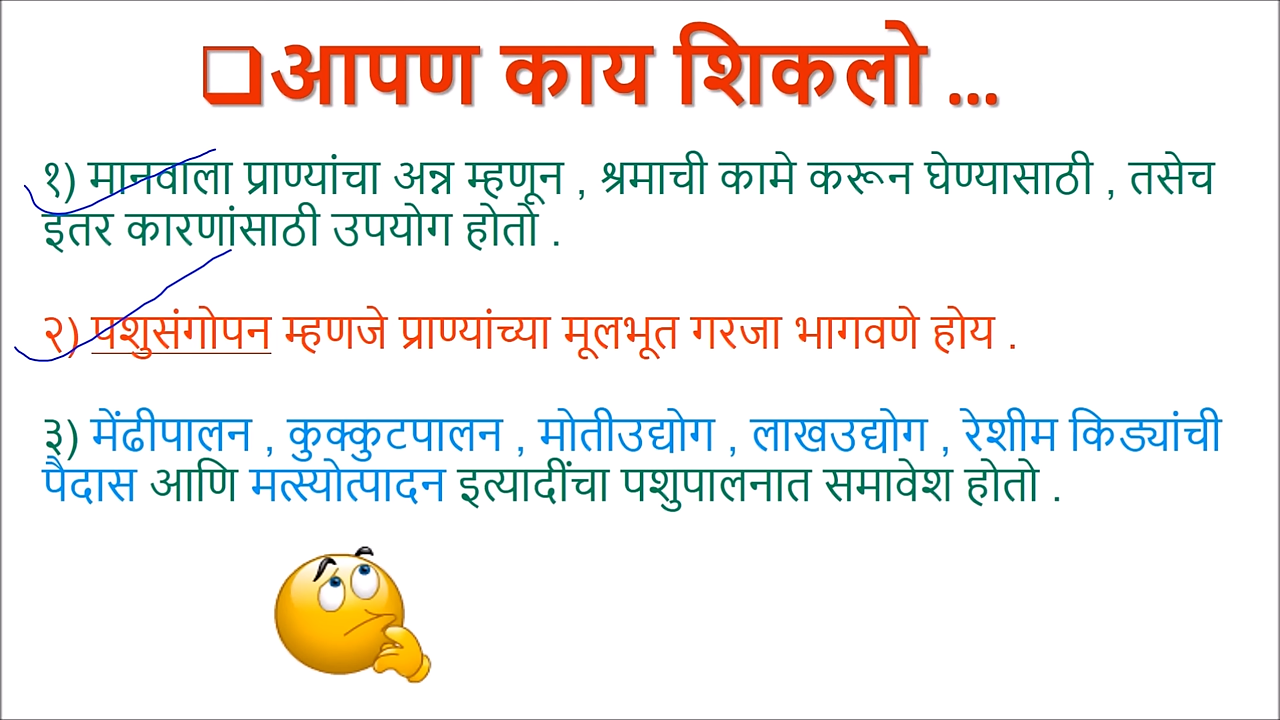 ❑आपण काय शिकलो ...
१) मानवाला प्राण्यांचा अन्न म्हणून , श्रमाची कामे करून घेण्यासाठी , तसेच
इतर कारणांसाठी उपयोग होतो .
२) पशुसंगोपन म्हणजे प्राण्यांच्या मूलभूत गरजा भागवणे होय .
३) मेंढीपालन , कुक्कुटपालन , मोतीउद्योग , लाखउद्योग , रेशीम किड्यांची
पैदास आणि मत्स्योत्पादन इत्यादींचा पशुपालनात समावेश होतो .